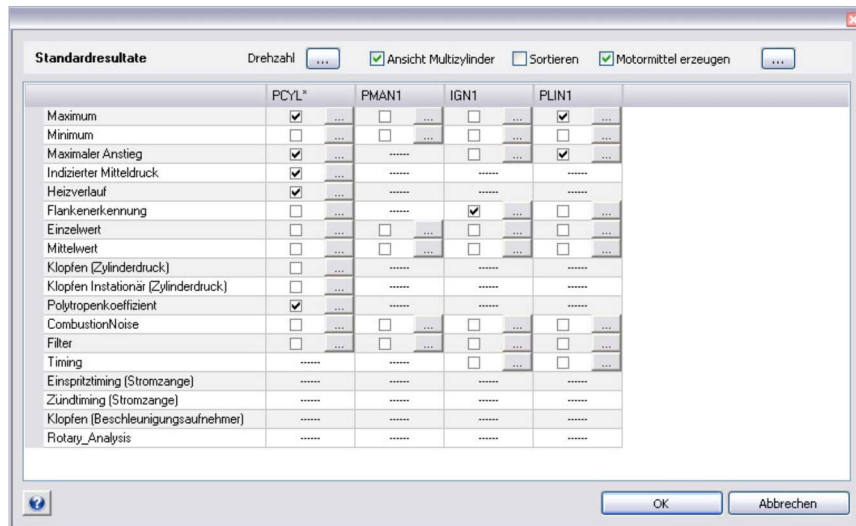 Standardresultate Drehzahl ... Ansicht Multizylinder Sortieren Motormittel erzeugen ...
PCYL* PMAN1 IGN1 PLIN1
Maximum ... ... ... ...
Minimum ... ... ... ...
Maximaler Anstieg ... ------ ... ...
Indizierter Mitteldruck ... ------ ------ ------
Heizverlauf ... ------ ------ ------
Flankenerkennung ... ------ ... ...
Einzelwert ... ... ... ...
Mittelwert ... ... ... ...
Klopfen (Zylinderdruck) ... ------ ------ ------
Klopfen Instationär (Zylinderdruck) ... ------ ------ ------
Polytropenkoeffizient ... ------ ------ ------
CombustionNoise ... ... ... ...
Filter ... ... ... ...
Timing ------ ------ ... ...
Einspritztiming (Stromzange) ------ ------ ------ ------
Zündtiming (Stromzange) ------ ------ ------ ------
Klopfen (Beschleunigungsaufnehmer) ------ ------ ------ ------
Rotary_Analysis ------ ------ ------ ------
? OK Abbrechen